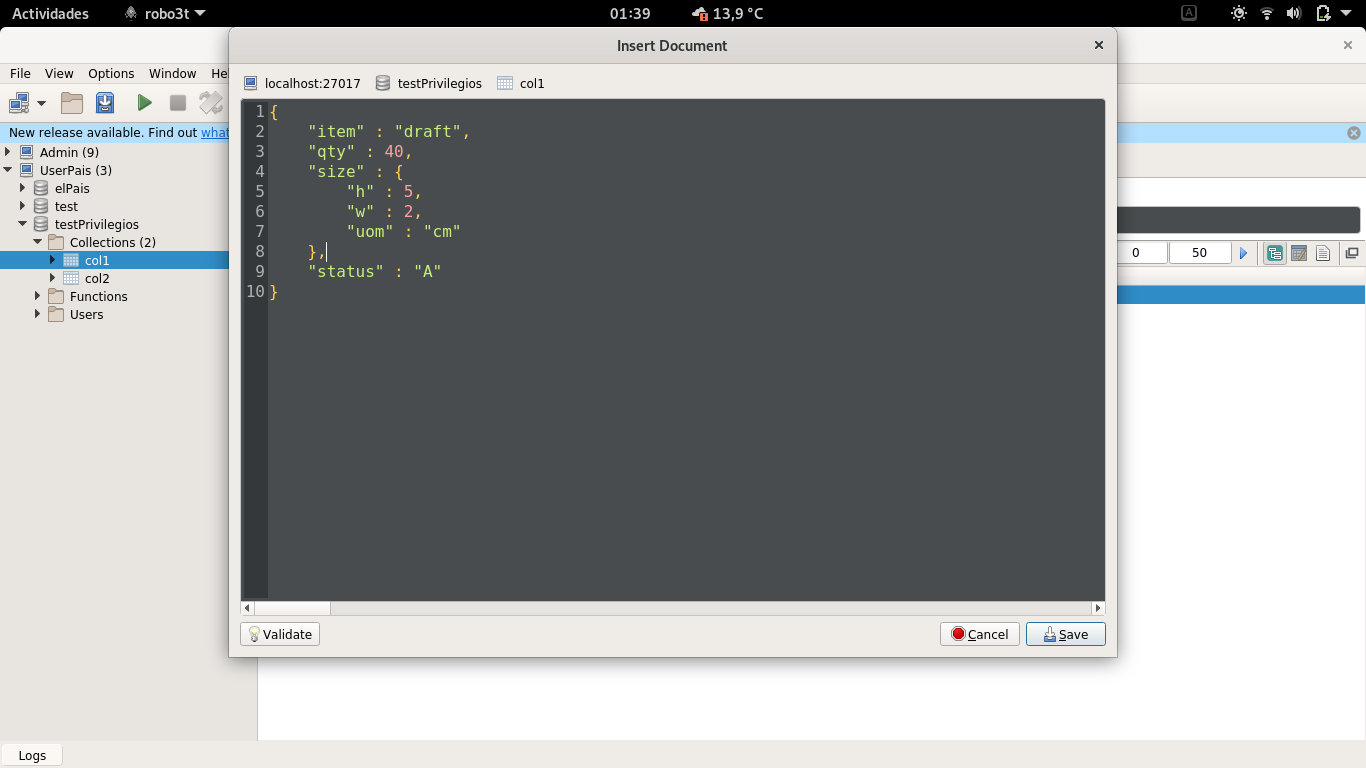 Actividades robo3t 01:39 13,9 °C A
Insert Document
File View Options Window He
localhost:27017 testPrivilegios col1
New release available. Find out what
Admin (9)
UserPais (3)
elPais
test
testPrivilegios
Collections (2)
col1
col2
Functions
Users
1 {
2 "item" : "draft",
3 "qty" : 40,
4 "size" : {
5 "h" : 5,
6 "w" : 2,
7 "uom" : "cm"
8 },
9 "status" : "A"
10 }
0 50
Validate Cancel Save
Logs